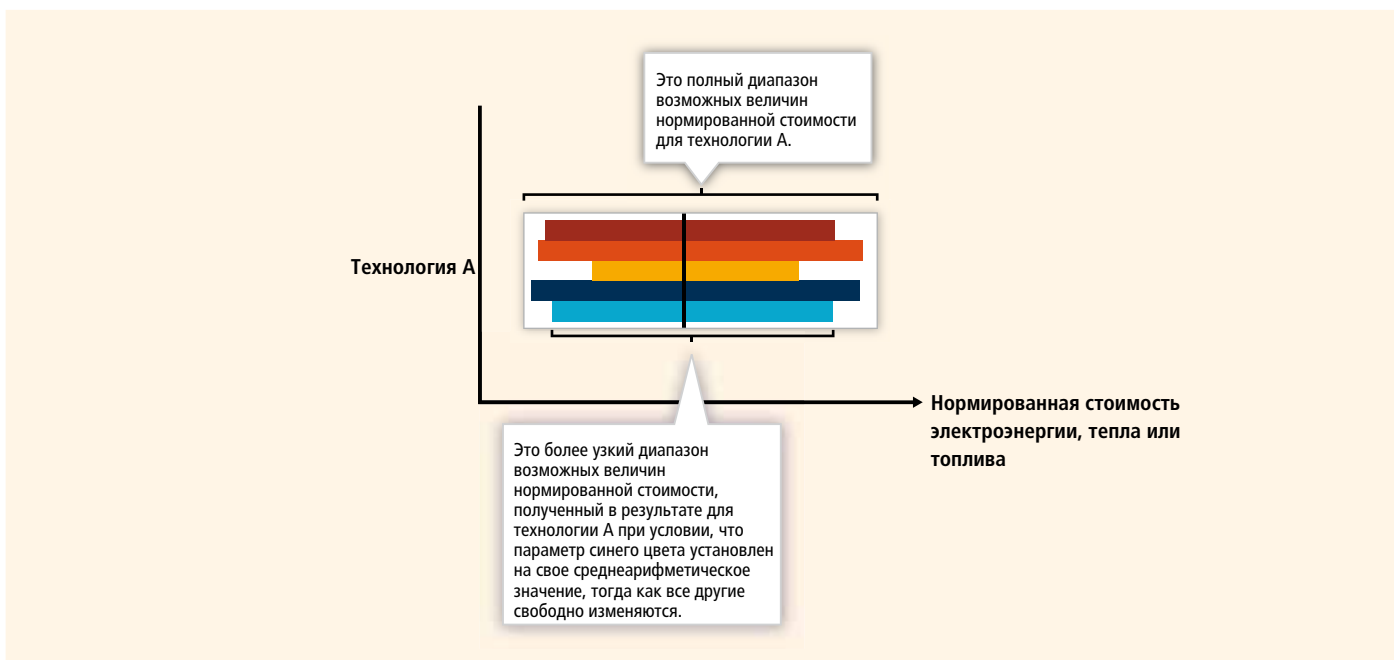 Это полный диапазон
возможных величин
нормированной стоимости
для технологии А.
Технология А
Нормированная стоимость
электроэнергии, тепла или
топлива
Это более узкий диапазон
возможных величин
нормированной стоимости,
полученный в результате для
технологии А при условии, что
параметр синего цвета установлен
на свое среднеарифметическое
значение, тогда как все другие
свободно изменяются.